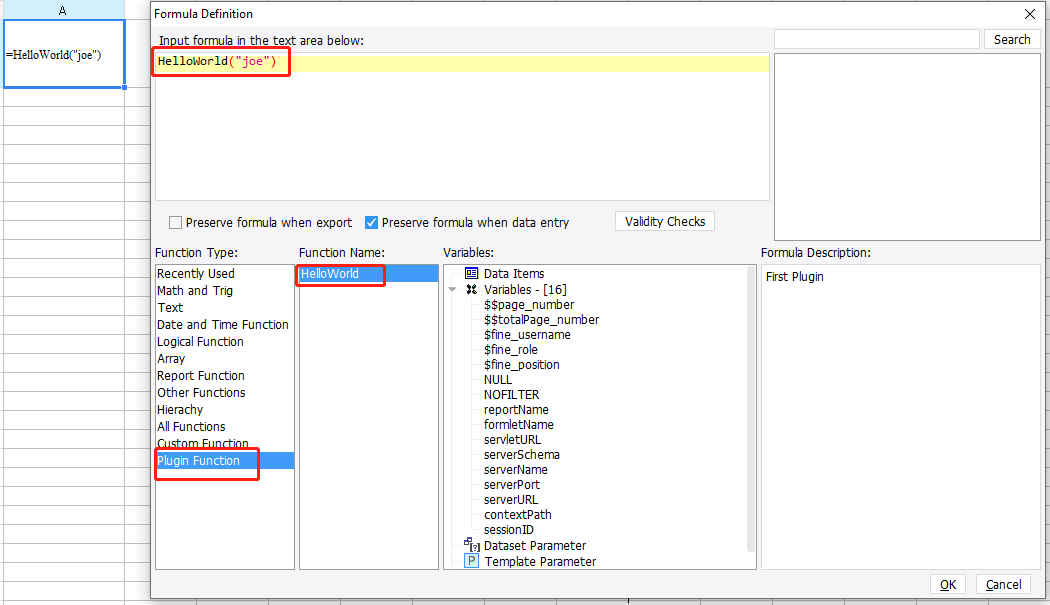 A
=HelloWorld("joe")
Formula Definition
Input formula in the text area below:
HelloWorld("joe")
Search
Preserve formula when export
Preserve formula when data entry
Validity Checks
Function Type:
Recently Used
Math and Trig
Text
Date and Time Function
Logical Function
Array
Report Function
Other Functions
Hierachy
All Functions
Custom Function
Plugin Function
Function Name:
HelloWorld
Variables:
Data Items
Variables - [16]
$$page_number
$$totalPage_number
$fine_username
$fine_role
$fine_position
NULL
NOFILTER
reportName
formletName
servletURL
serverSchema
serverName
serverPort
serverURL
contextPath
sessionID
Dataset Parameter
P Template Parameter
Formula Description:
First Plugin
OK
Cancel